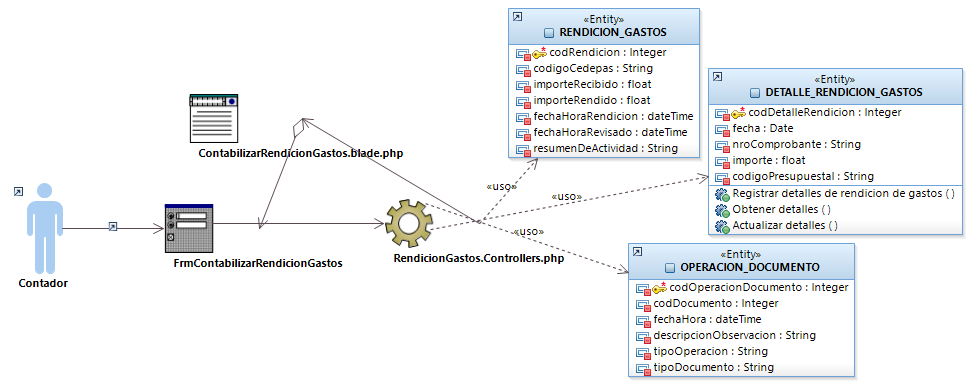 «Entity»
RENDICION_GASTOS
codRendicion : Integer
codigoCedepas : String
importeRecibido : float
importeRendido : float
fechaHoraRendicion : dateTime
fechaHoraRevisado : dateTime
resumenDeActividad : String
«Entity»
DETALLE_RENDICION_GASTOS
codDetalleRendicion : Integer
fecha : Date
nroComprobante : String
importe : float
codigoPresupuestal : String
Registrar detalles de rendicion de gastos ( )
Obtener detalles ( )
Actualizar detalles ( )
ContabilizarRendicionGastos.blade.php
«uso»
«uso»
«uso»
Contador
FrmContabilizarRendicionGastos
RendicionGastos.Controllers.php
«Entity»
OPERACION_DOCUMENTO
codOperacionDocumento : Integer
codDocumento : Integer
fechaHora : dateTime
descripcionObservacion : String
tipoOperacion : String
tipoDocumento : String